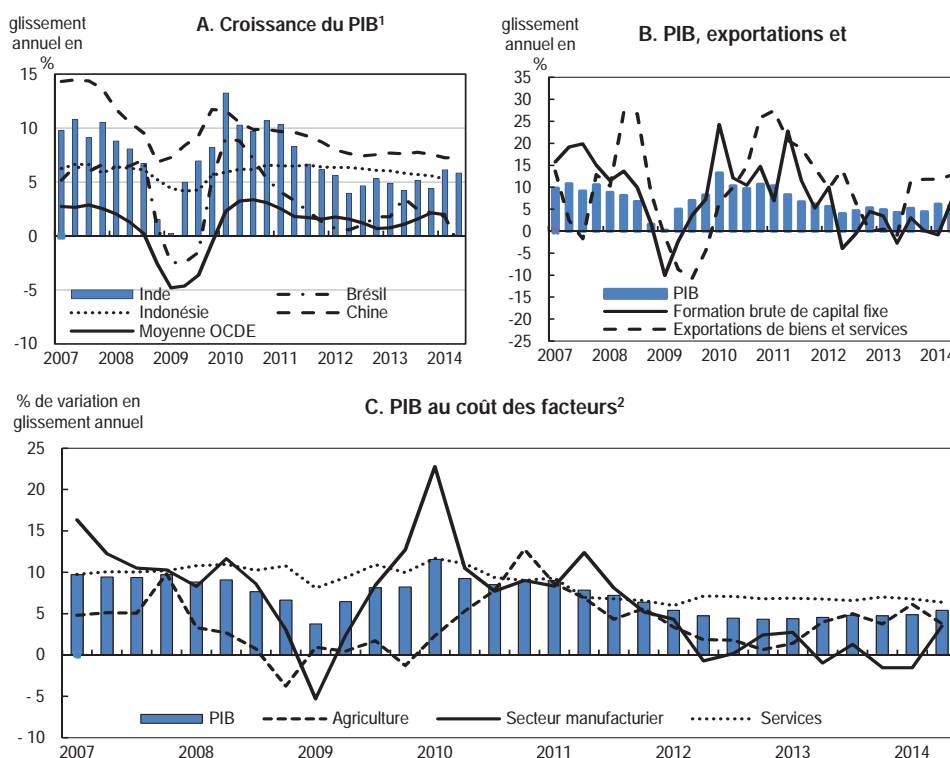 A. Croissance du PIB¹
glissement
annuel en
%
15
10
5
0
-5
-10
Inde
Brésil
Indonésie
Chine
Moyenne OCDE
2007 2008 2009 2010 2011 2012 2013 2014
B. PIB, exportations et
glissement
annuel en
%
35
30
25
20
15
10
5
0
-5
-10
-15
-20
-25
PIB
Formation brute de capital fixe
Exportations de biens et services
2007 2008 2009 2010 2011 2012 2013 2014
C. PIB au coût des facteurs²
% de variation en
glissement annuel
25
20
15
10
5
0
- 5
- 10
PIB Agriculture Secteur manufacturier Services
2007 2008 2009 2010 2011 2012 2013 2014